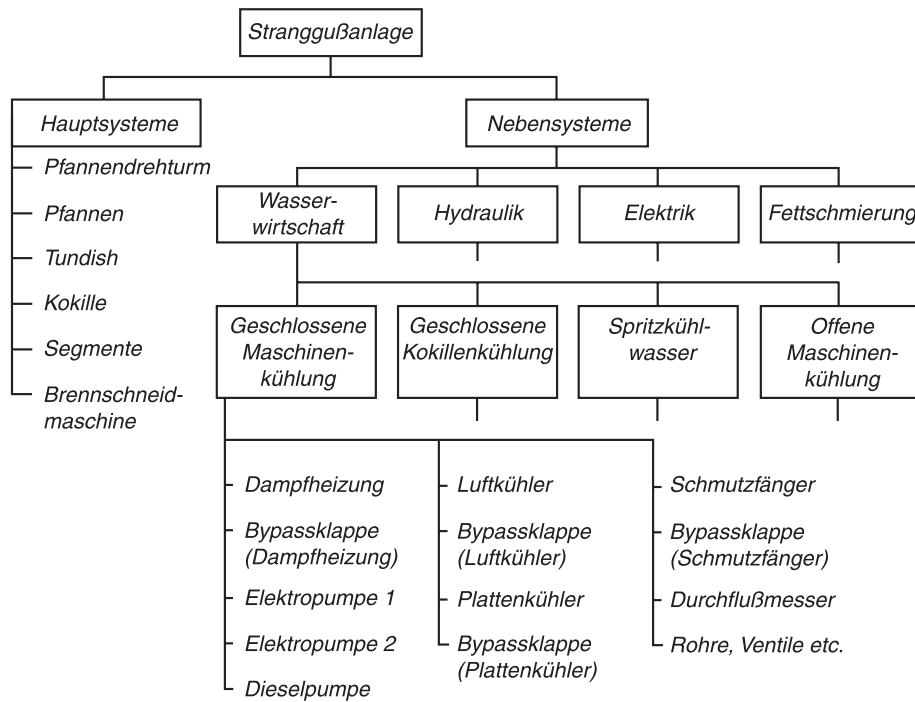 Stranggußanlage
Hauptsysteme
Nebensysteme
Pfannendrehturm
Pfannen
Tundish
Kokille
Segmente
Brennschneid-
maschine
Wasser-
wirtschaft
Hydraulik
Elektrik
Fettschmierung
Geschlossene
Maschinen-
kühlung
Geschlossene
Kokillenkühlung
Spritzkühl-
wasser
Offene
Maschinen-
kühlung
Dampfheizung
Bypassklappe
(Dampfheizung)
Elektropumpe 1
Elektropumpe 2
Dieselpumpe
Luftkühler
Bypassklappe
(Luftkühler)
Plattenkühler
Bypassklappe
(Plattenkühler)
Schmutzfänger
Bypassklappe
(Schmutzfänger)
Durchflußmesser
Rohre, Ventile etc.